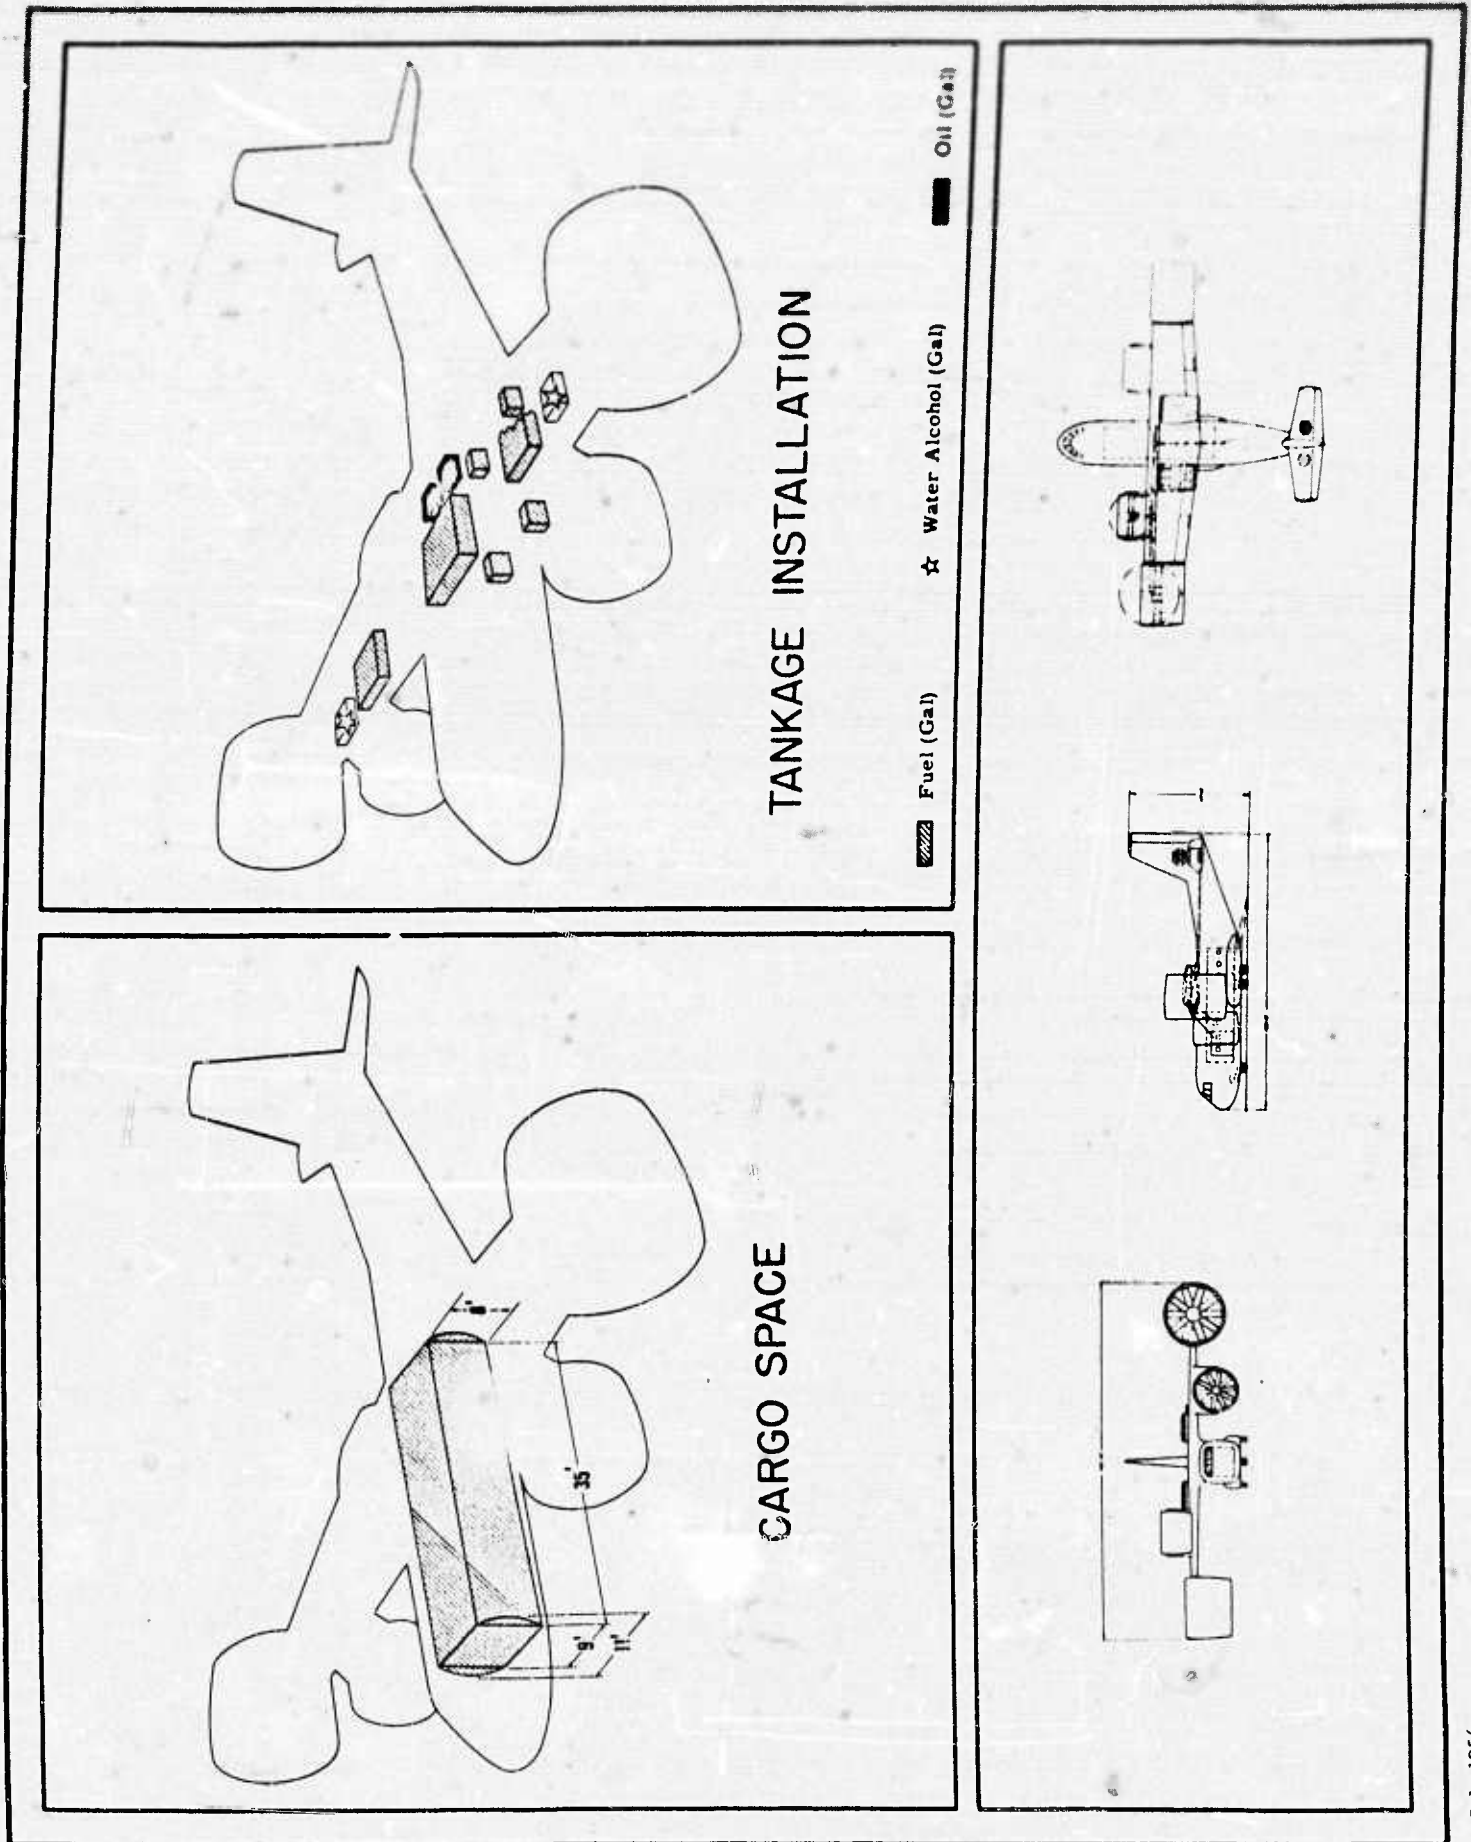 CARGO SPACE
8'
35'
9'
11'
TANKAGE INSTALLATION
Fuel (Gal)
☆ Water Alcohol (Gal)
Oil (Gal)